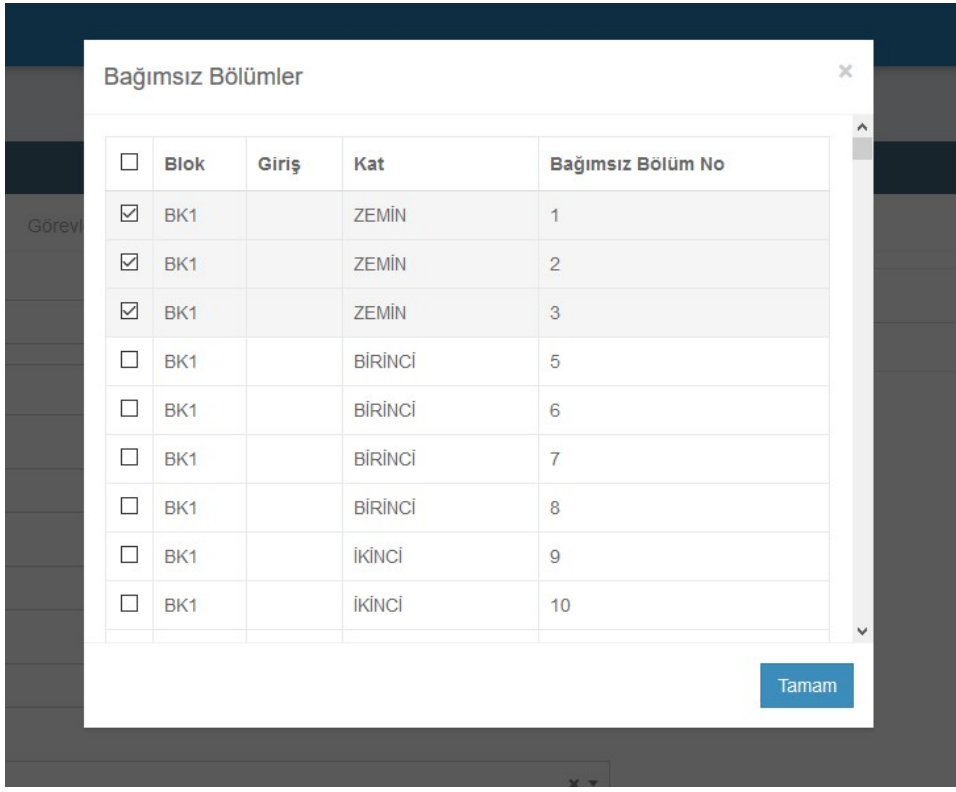 Bağımsız Bölümler
Blok Giriş Kat Bağımsız Bölüm No
BK1 ZEMİN 1
BK1 ZEMİN 2
BK1 ZEMİN 3
BK1 BİRİNCİ 5
BK1 BİRİNCİ 6
BK1 BİRİNCİ 7
BK1 BİRİNCİ 8
BK1 İKİNCİ 9
BK1 İKİNCİ 10
Tamam